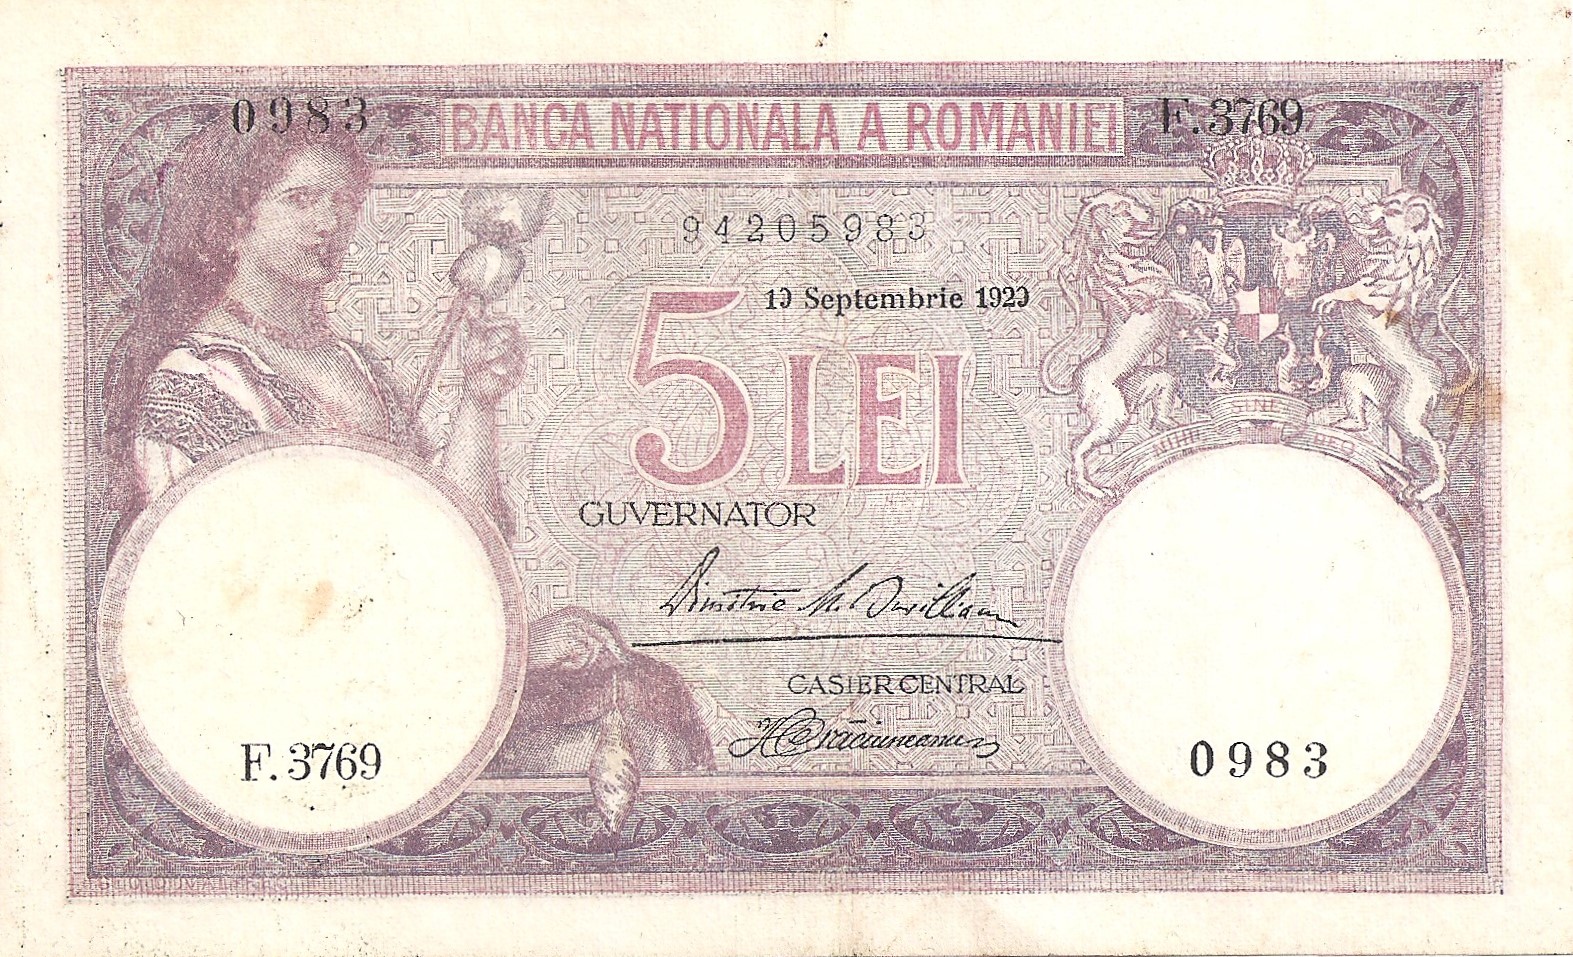 0983
BANCA NATIONALA A ROMANIEI
F.3769
94205983
Septembrie
5 LEI
GUVERNATOR
CASIER CENTRAL
F.3769
0983